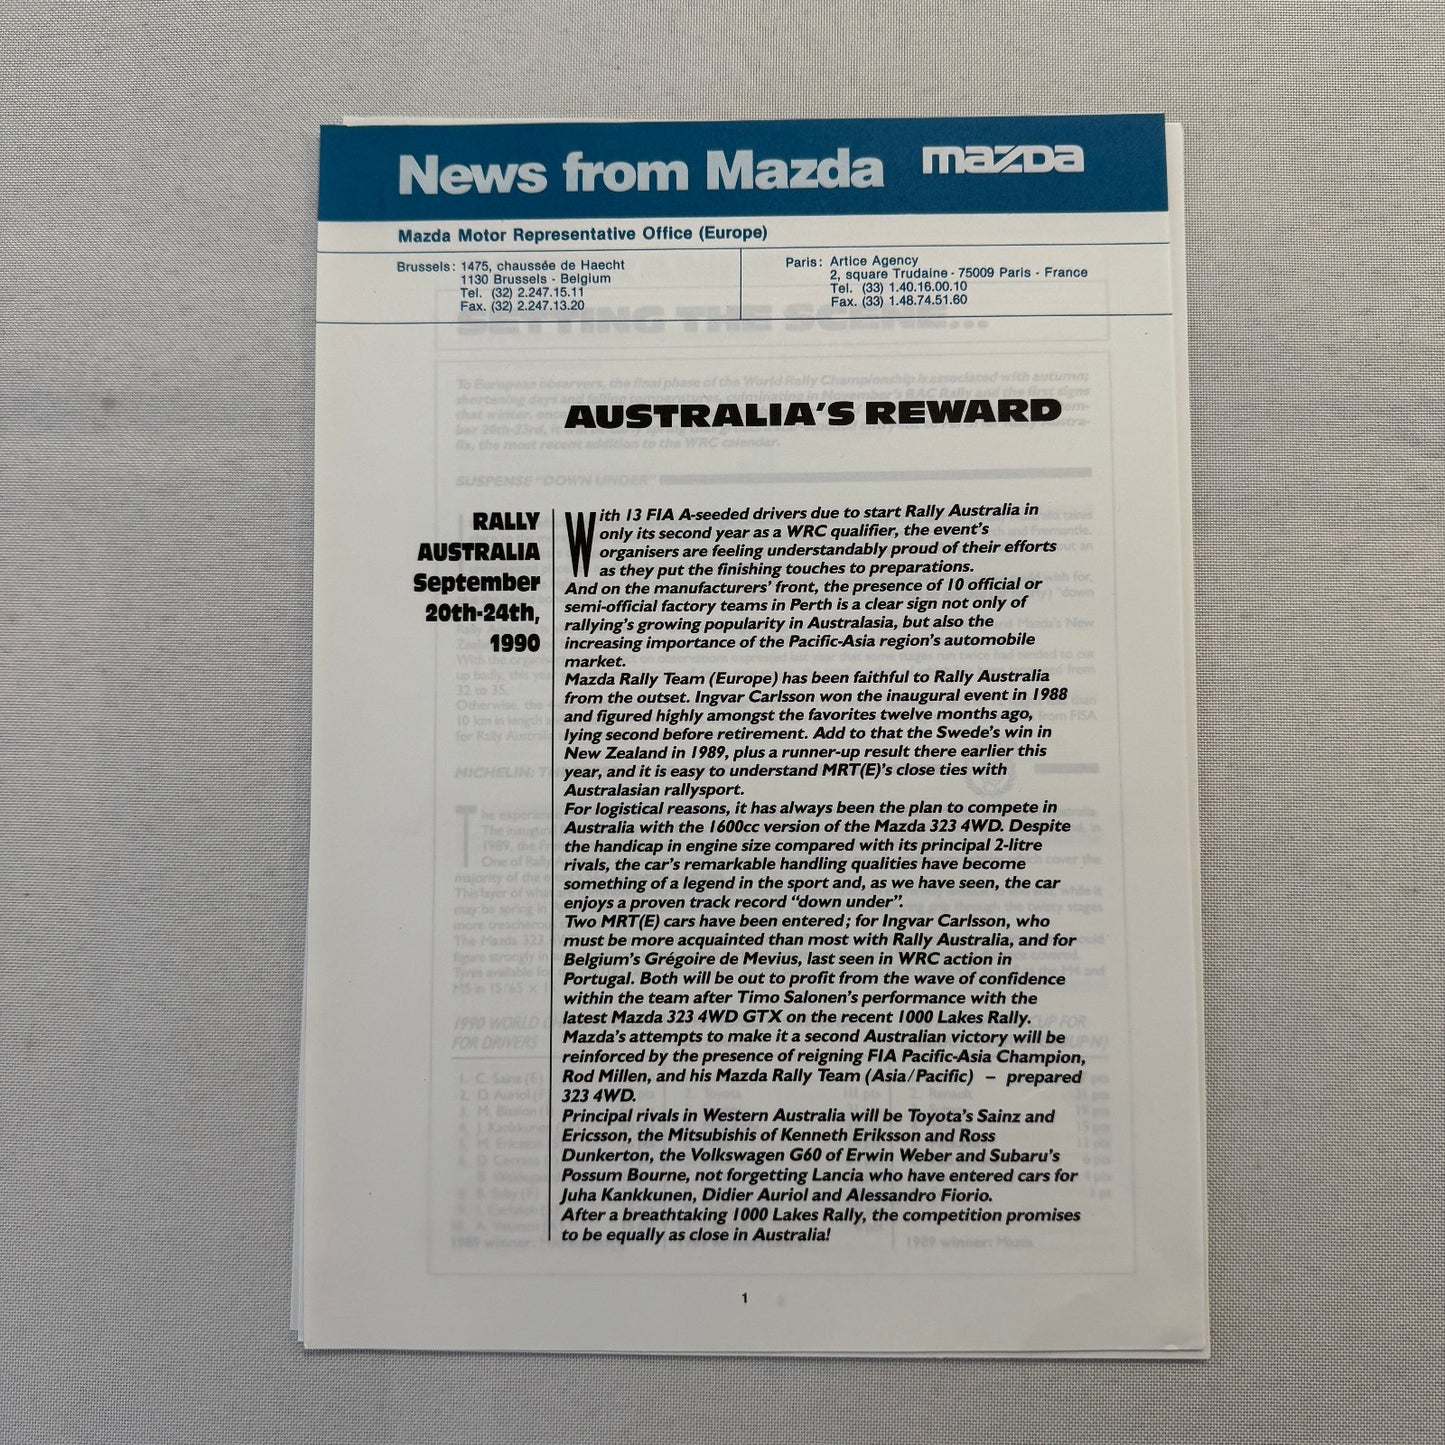 News from Mazda mazda
Mazda Motor Representative Office (Europe)
Brussels: 1475, chaussée de Haecht
1130 Brussels - Belgium
Tel. (32) 2.247.15.11
Fax. (32) 2.247.13.20
Paris: Artice Agency
2, square Trudaine - 75009 Paris - France
Tel. (33) 1.40.16.00.10
Fax. (33) 1.48.74.51.60
SETTING THE SCENE...
AUSTRALIA'S REWARD
SUSPENSE "DOWN UNDER"
RALLY
AUSTRALIA
September
20th-24th,
1990
With 13 FIA A-seeded drivers due to start Rally Australia in
only its second year as a WRC qualifier, the event's
organisers are feeling understandably proud of their efforts
as they put the finishing touches to preparations.
And on the manufacturers' front, the presence of 10 official or
semi-official factory teams in Perth is a clear sign not only of
rallying's growing popularity in Australasia, but also the
increasing importance of the Pacific-Asia region's automobile
market.
Mazda Rally Team (Europe) has been faithful to Rally Australia
from the outset. Ingvar Carlsson won the inaugural event in 1988
and figured highly amongst the favorites twelve months ago,
lying second before retirement. Add to that the Swede's win in
New Zealand in 1989, plus a runner-up result there earlier this
year, and it is easy to understand MRT(E)'s close ties with
Australasian rallysport.
For logistical reasons, it has always been the plan to compete in
Australia with the 1600cc version of the Mazda 323 4WD. Despite
the handicap in engine size compared with its principal 2-litre
rivals, the car's remarkable handling qualities have become
something of a legend in the sport and, as we have seen, the car
enjoys a proven track record "down under".
Two MRT(E) cars have been entered; for Ingvar Carlsson, who
must be more acquainted than most with Rally Australia, and for
Belgium's Grégoire de Mevius, last seen in WRC action in
Portugal. Both will be out to profit from the wave of confidence
within the team after Timo Salonen's performance with the
latest Mazda 323 4WD GTX on the recent 1000 Lakes Rally.
Mazda's attempts to make it a second Australian victory will be
reinforced by the presence of reigning FIA Pacific-Asia Champion,
Rod Millen, and his Mazda Rally Team (Asia/Pacific) – prepared
323 4WD.
Principal rivals in Western Australia will be Toyota's Sainz and
Ericsson, the Mitsubishis of Kenneth Eriksson and Ross
Dunkerton, the Volkswagen G60 of Erwin Weber and Subaru's
Possum Bourne, not forgetting Lancia who have entered cars for
Juha Kankkunen, Didier Auriol and Alessandro Fiorio.
After a breathtaking 1000 Lakes Rally, the competition promises
to be equally as close in Australia!
1